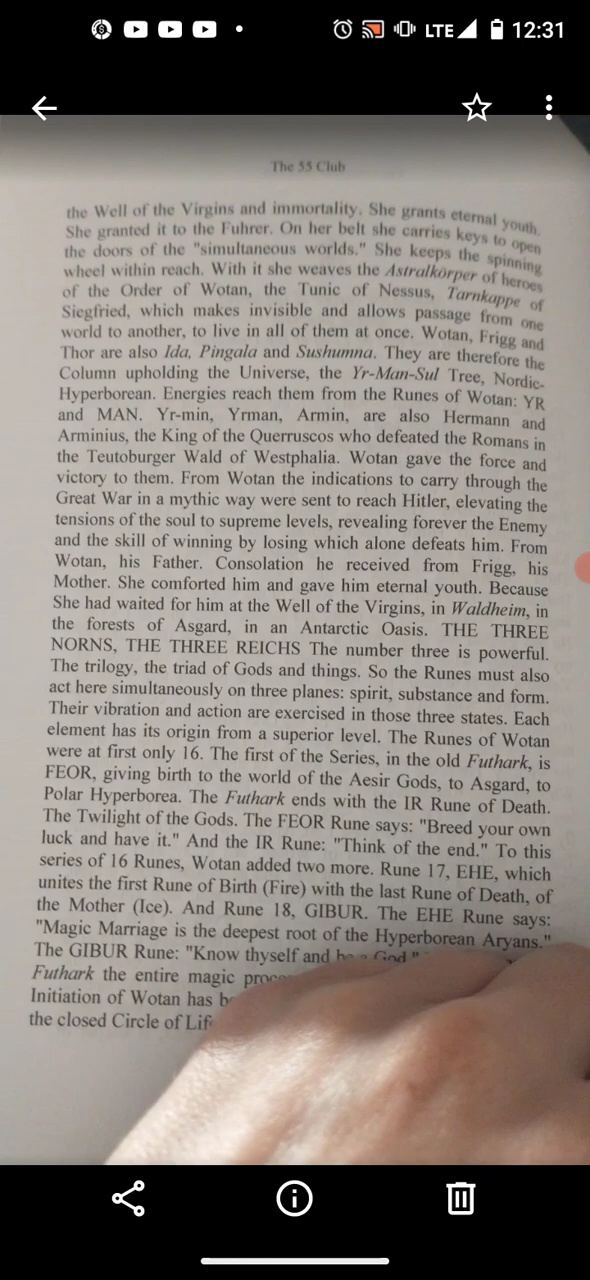 LTE 12:31
The 55 Club
the Well of the Virgins and immortality. She grants eternal youth.
She granted it to the Fuhrer. On her belt she carries keys to open
the doors of the "simultaneous worlds." She keeps the spinning
wheel within reach. With it she weaves the Astralkörper of heroes
of the Order of Wotan, the Tunic of Nessus, Tarnkappe of
Siegfried, which makes invisible and allows passage from one
world to another, to live in all of them at once. Wotan, Frigg and
Thor are also Ida, Pingala and Sushumna. They are therefore the
Column upholding the Universe, the Yr-Man-Sul Tree, Nordic-
Hyperborean. Energies reach them from the Runes of Wotan: YR
and MAN. Yr-min, Yrman, Armin, are also Hermann and
Arminius, the King of the Querruscos who defeated the Romans in
the Teutoburger Wald of Westphalia. Wotan gave the force and
victory to them. From Wotan the indications to carry through the
Great War in a mythic way were sent to reach Hitler, elevating the
tensions of the soul to supreme levels, revealing forever the Enemy
and the skill of winning by losing which alone defeats him. From
Wotan, his Father. Consolation he received from Frigg, his
Mother. She comforted him and gave him eternal youth. Because
She had waited for him at the Well of the Virgins, in Waldheim, in
the forests of Asgard, in an Antarctic Oasis. THE THREE
NORNS, THE THREE REICHS The number three is powerful.
The trilogy, the triad of Gods and things. So the Runes must also
act here simultaneously on three planes: spirit, substance and form.
Their vibration and action are exercised in those three states. Each
element has its origin from a superior level. The Runes of Wotan
were at first only 16. The first of the Series, in the old Futhark, is
FEOR, giving birth to the world of the Aesir Gods, to Asgard, to
Polar Hyperborea. The Futhark ends with the IR Rune of Death.
The Twilight of the Gods. The FEOR Rune says: "Breed your own
luck and have it." And the IR Rune: "Think of the end." To this
series of 16 Runes, Wotan added two more. Rune 17, EHE, which
unites the first Rune of Birth (Fire) with the last Rune of Death, of
the Mother (Ice). And Rune 18, GIBUR. The EHE Rune says:
"Magic Marriage is the deepest root of the Hyperborean Aryans."
The GIBUR Rune: "Know thyself and be a God."
Futhark the entire magic
Initiation of Wotan has
the closed Circle of